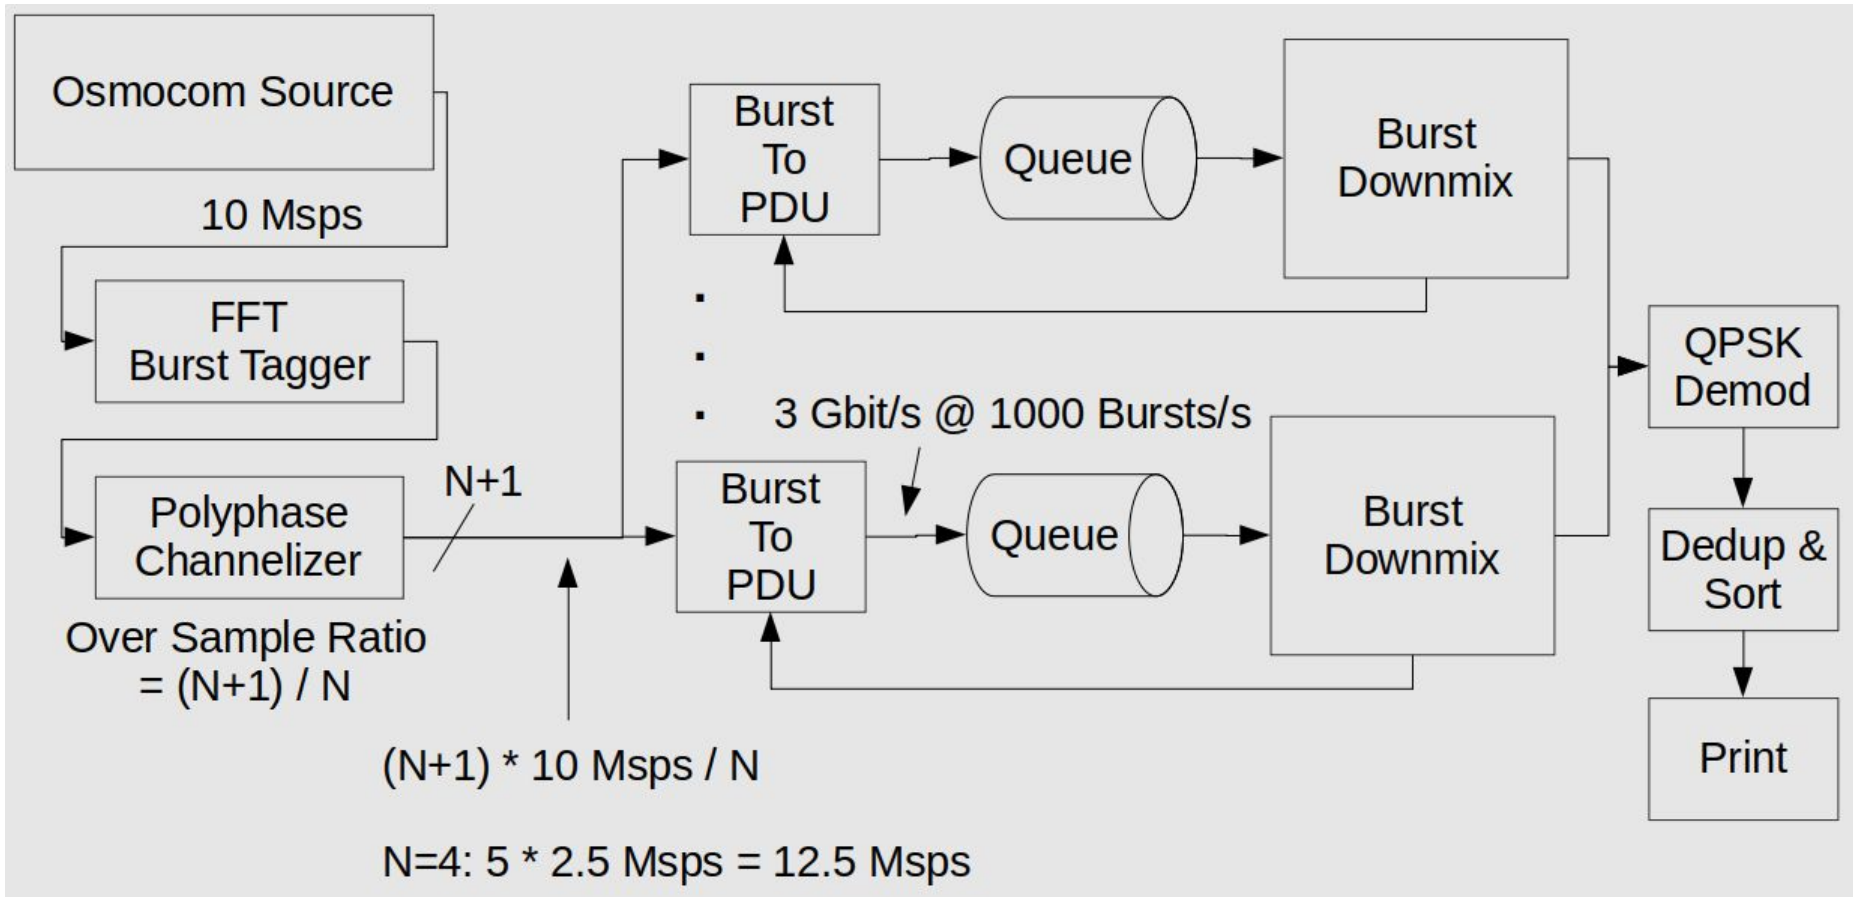 Osmocom Source
10 Msps
FFT
Burst Tagger
Polyphase
Channelizer
Over Sample Ratio
= (N+1) / N
N+1
(N+1) * 10 Msps / N
N=4: 5 * 2.5 Msps = 12.5 Msps
Burst
To
PDU
Queue
Burst
Downmix
.
.
.
3 Gbit/s @ 1000 Bursts/s
Burst
To
PDU
Queue
Burst
Downmix
QPSK
Demod
Dedup &
Sort
Print